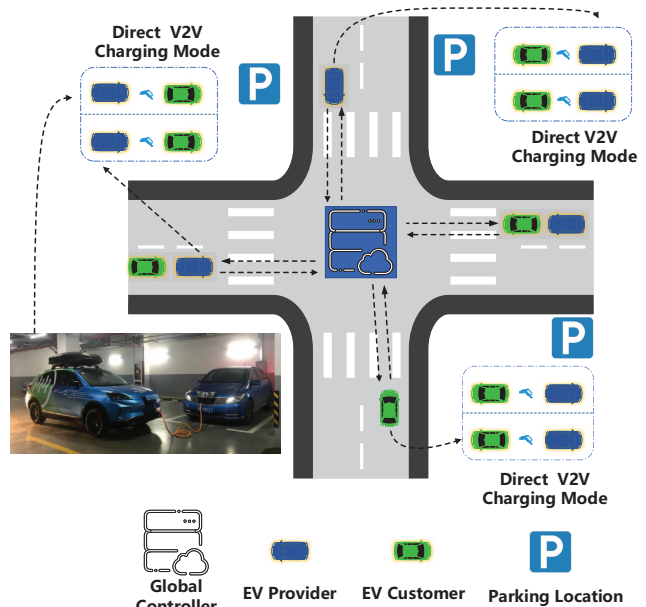 Direct V2V
Charging Mode
P
P
Direct V2V
Charging Mode
P
Direct V2V
Charging Mode
P
Global
Controller
EV Provider
EV Customer
Parking Location